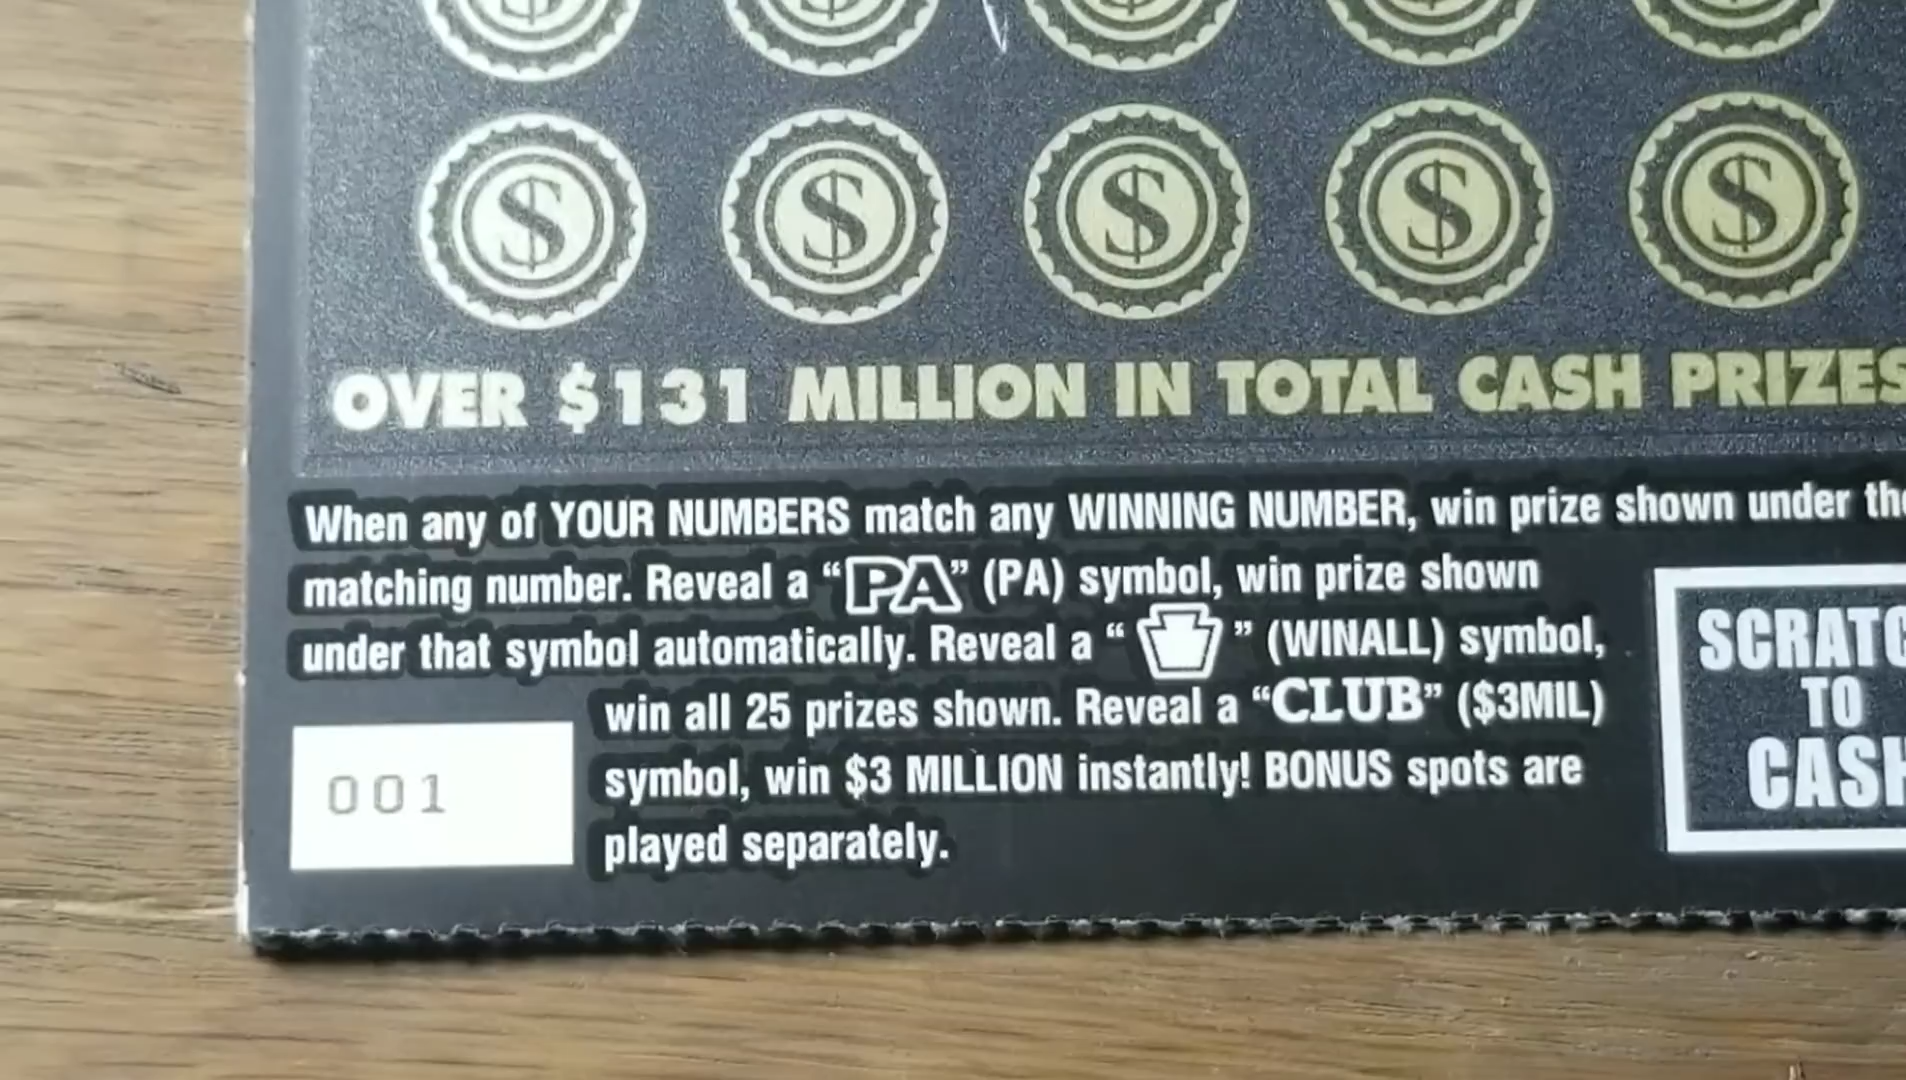 $ $ $ $ $
OVER $131 MILLION IN TOTAL CASH PRIZES
When any of YOUR NUMBERS match any WINNING NUMBER, win prize shown under the
matching number. Reveal a “PA” (PA) symbol, win prize shown
under that symbol automatically. Reveal a “ ” (WINALL) symbol,
win all 25 prizes shown. Reveal a “CLUB” ($3MIL)
symbol, win $3 MILLION instantly! BONUS spots are
played separately.
001
SCRATC
TO
CASH